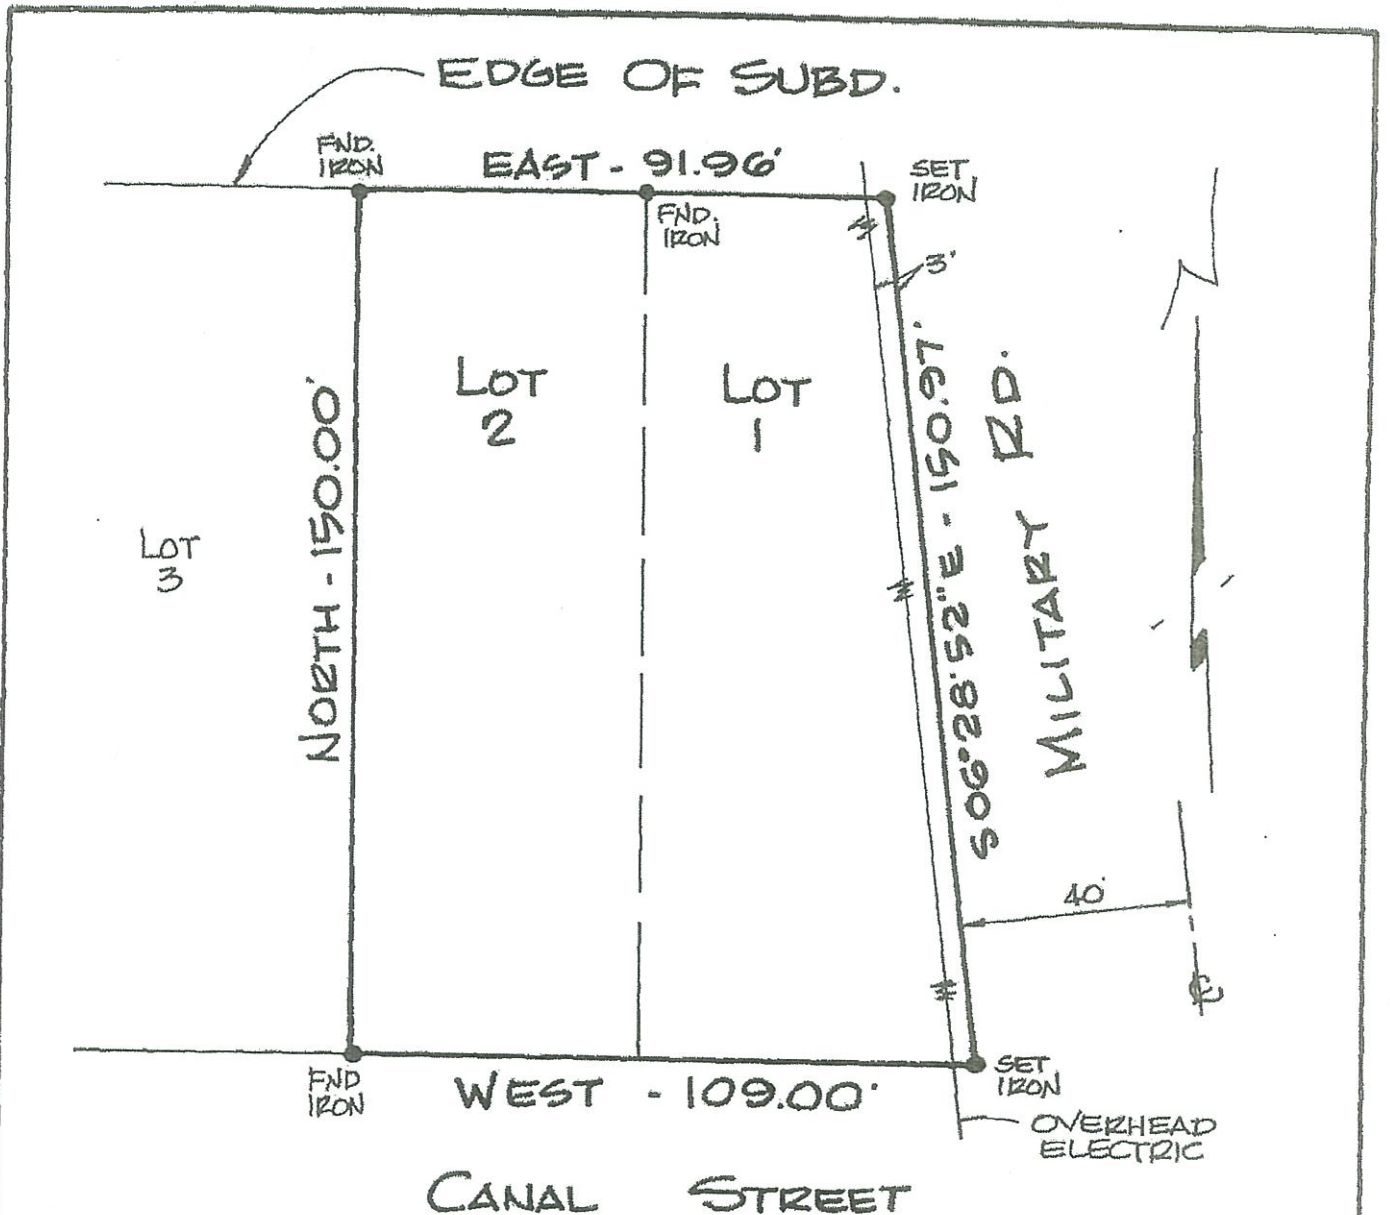 EDGE OF SUBD.
FND.
IRON
EAST - 91.96'
SET
IRON
FND.
IRON
3'
LOT
2
LOT
1
LOT
3
NORTH - 150.00'
S 06° 28' 52" E - 150.97'
MILITARY RD.
40'
℄
FND
IRON
WEST - 109.00'
SET
IRON
OVERHEAD
ELECTRIC
CANAL STREET